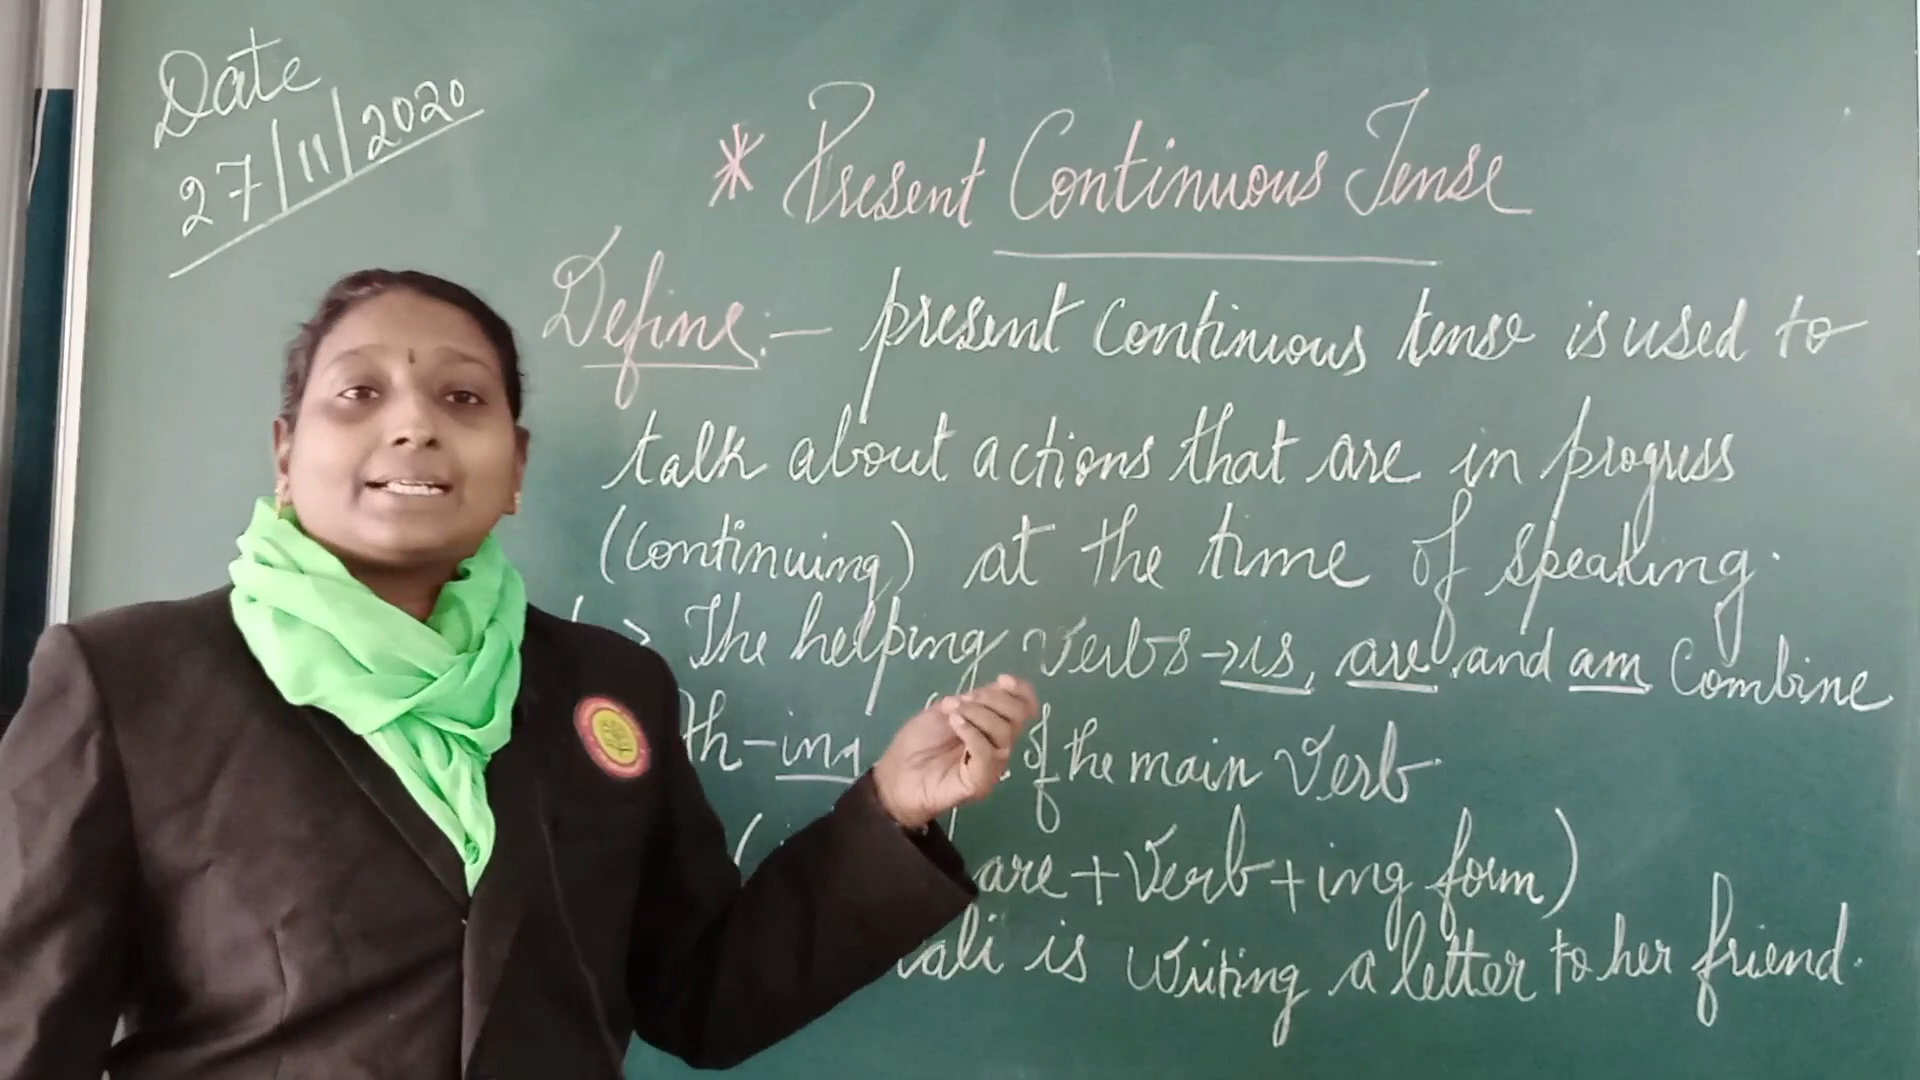 Date
27/11/2020
* Present Continuous Tense
Define:- present continuous tense is used to
talk about actions that are in progress
(continuing) at the time of speaking.
The helping verbs → is, are and am combine
-ing of the main verb.
are + verb + ing form)
is writing a letter to her friend.